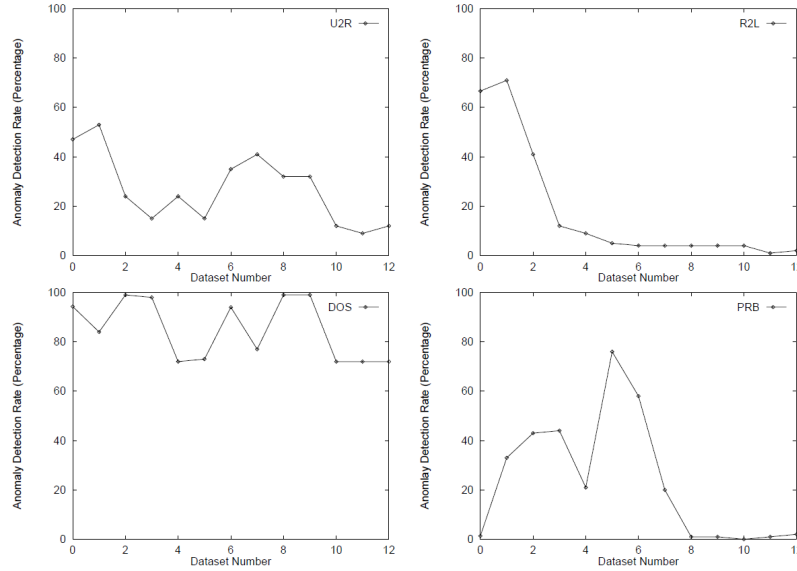 100
80
60
40
20
0
Anomaly Detection Rate (Percentage)
U2R
0 2 4 6 8 10 12
Dataset Number
100
80
60
40
20
0
Anomaly Detection Rate (Percentage)
R2L
0 2 4 6 8 10
Dataset Number
100
80
60
40
20
0
Anomaly Detection Rate (Percentage)
DOS
0 2 4 6 8 10 12
Dataset Number
100
80
60
40
20
0
Anomlay Detection Rate (Percentage)
PRB
0 2 4 6 8 10
Dataset Number